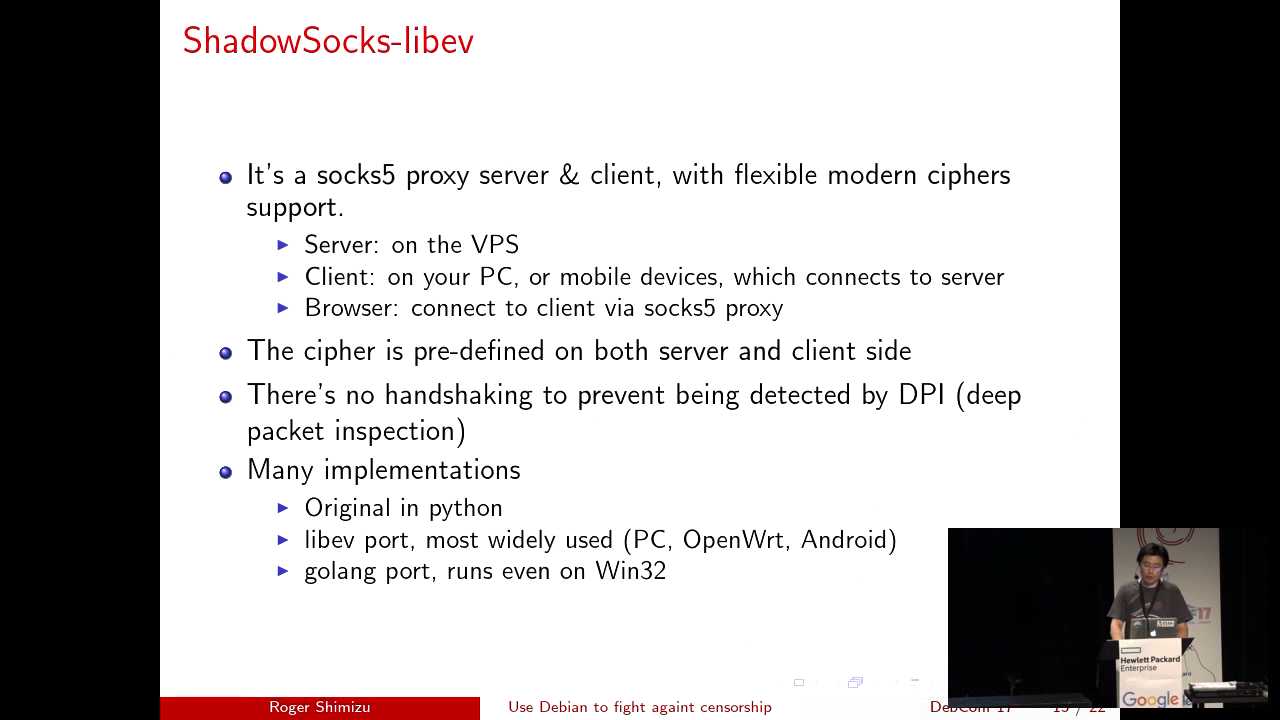 ShadowSocks-libev
It's a socks5 proxy server & client, with flexible modern ciphers
support.
Server: on the VPS
Client: on your PC, or mobile devices, which connects to server
Browser: connect to client via socks5 proxy
The cipher is pre-defined on both server and client side
There's no handshaking to prevent being detected by DPI (deep
packet inspection)
Many implementations
Original in python
libev port, most widely used (PC, OpenWrt, Android)
golang port, runs even on Win32
17
Hewlett Packard
Enterprise
Google
Roger Shimizu
Use Debian to fight againt censorship
DebConf 17
15 / 22